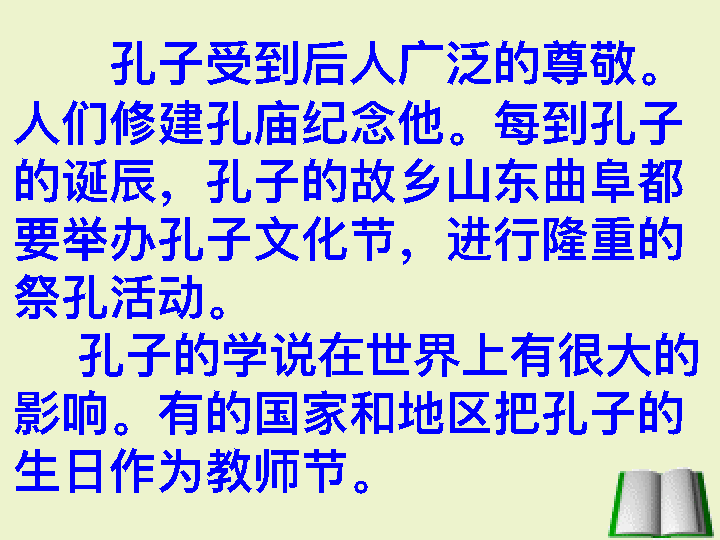 孔子受到后人广泛的尊敬。
人们修建孔庙纪念他。每到孔子
的诞辰，孔子的故乡山东曲阜都
要举办孔子文化节，进行隆重的
祭孔活动。
孔子的学说在世界上有很大的
影响。有的国家和地区把孔子的
生日作为教师节。